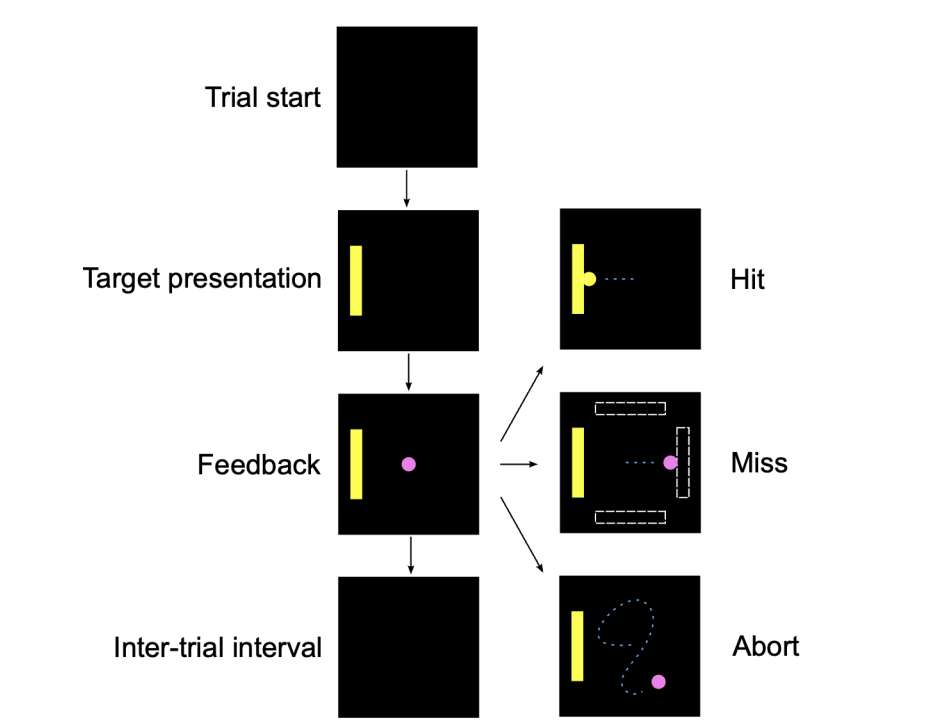 Trial start
Target presentation
Hit
Feedback
Miss
Inter-trial interval
Abort